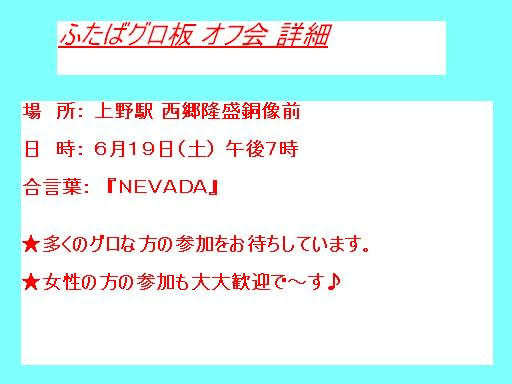 ふたばグロ板 オフ会 詳細
場　所： 上野駅 西郷隆盛銅像前
日　時： ６月１９日（土） 午後７時
合言葉： 『ＮＥＶＡＤＡ』
★多くのグロな方の参加をお待ちしています。
★女性の方の参加も大大歓迎で～す♪